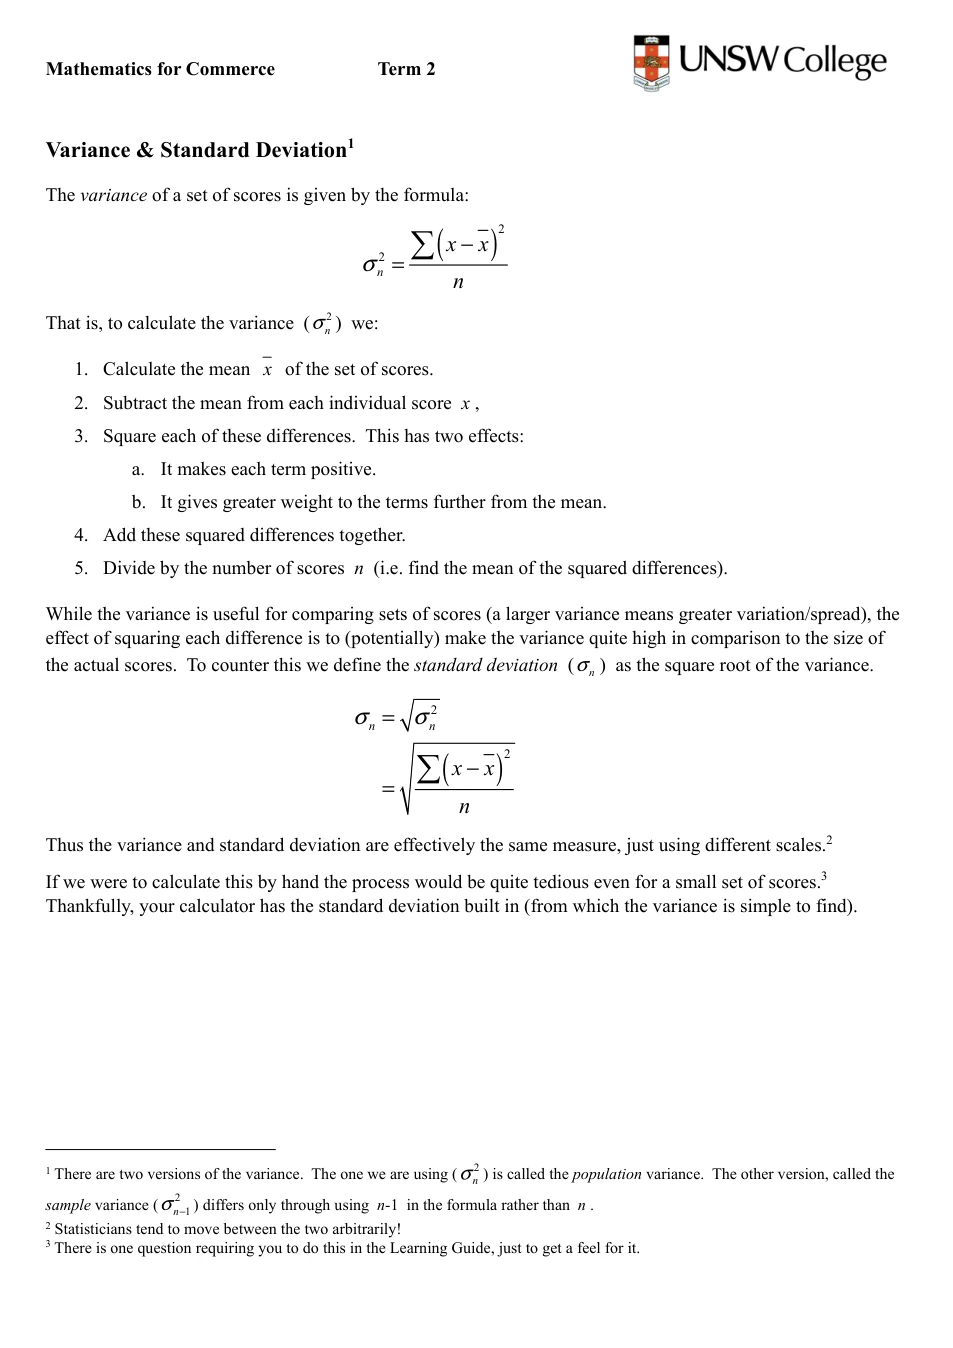 Mathematics for Commerce Term 2
UNSW College
Variance & Standard Deviation¹
The variance of a set of scores is given by the formula:
σₙ² = ∑(x − x̅)² / n
That is, to calculate the variance (σₙ²) we:
1. Calculate the mean x̅ of the set of scores.
2. Subtract the mean from each individual score x ,
3. Square each of these differences. This has two effects:
a. It makes each term positive.
b. It gives greater weight to the terms further from the mean.
4. Add these squared differences together.
5. Divide by the number of scores n (i.e. find the mean of the squared differences).
While the variance is useful for comparing sets of scores (a larger variance means greater variation/spread), the
effect of squaring each difference is to (potentially) make the variance quite high in comparison to the size of
the actual scores. To counter this we define the standard deviation (σₙ) as the square root of the variance.
σₙ = √(σₙ²)
= √(∑(x − x̅)² / n)
Thus the variance and standard deviation are effectively the same measure, just using different scales.²
If we were to calculate this by hand the process would be quite tedious even for a small set of scores.³
Thankfully, your calculator has the standard deviation built in (from which the variance is simple to find).
¹ There are two versions of the variance. The one we are using (σₙ²) is called the population variance. The other version, called the
sample variance (σₙ₋₁²) differs only through using n-1 in the formula rather than n .
² Statisticians tend to move between the two arbitrarily!
³ There is one question requiring you to do this in the Learning Guide, just to get a feel for it.